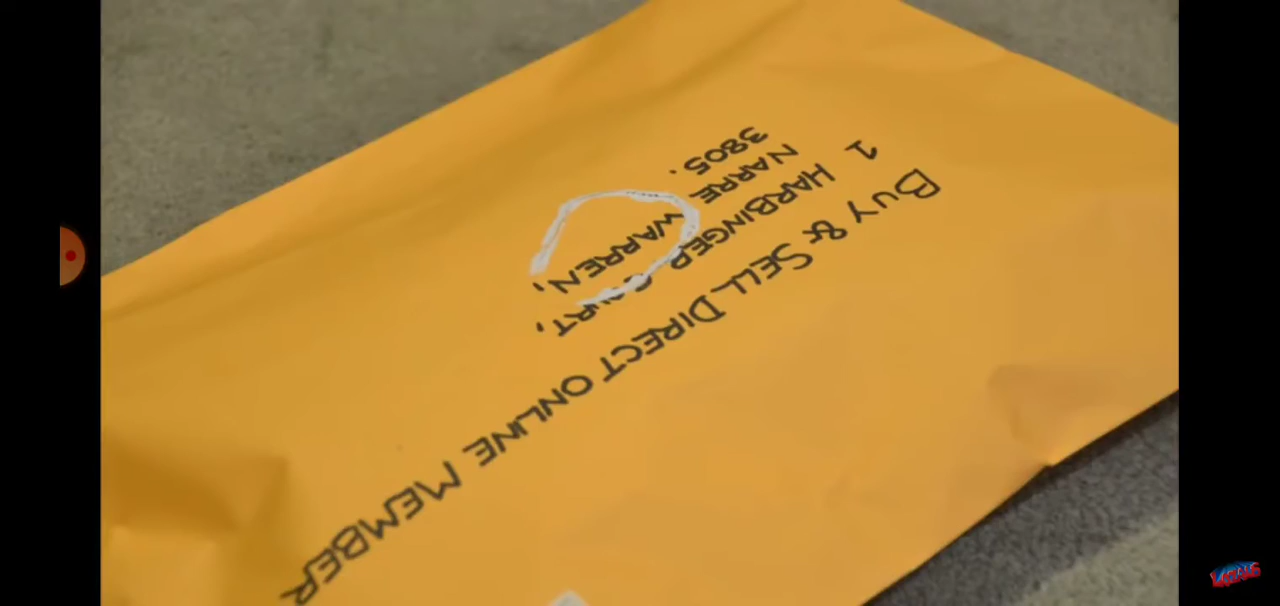 BUY & SELL DIRECT ONLINE MEMBER
1 HARBINGER COURT,
NARRE WARREN,
3805.